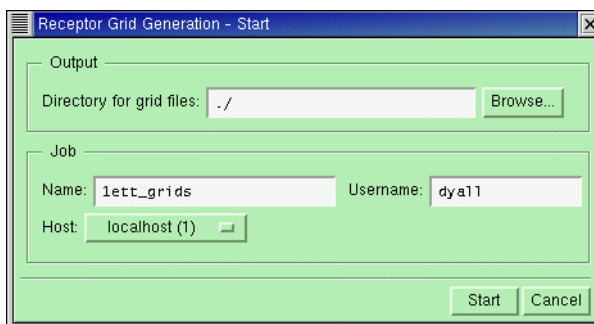 Receptor Grid Generation - Start
Output
Directory for grid files: ./ Browse...
Job
Name: 1ett_grids Username: dyall
Host: localhost (1)
Start Cancel